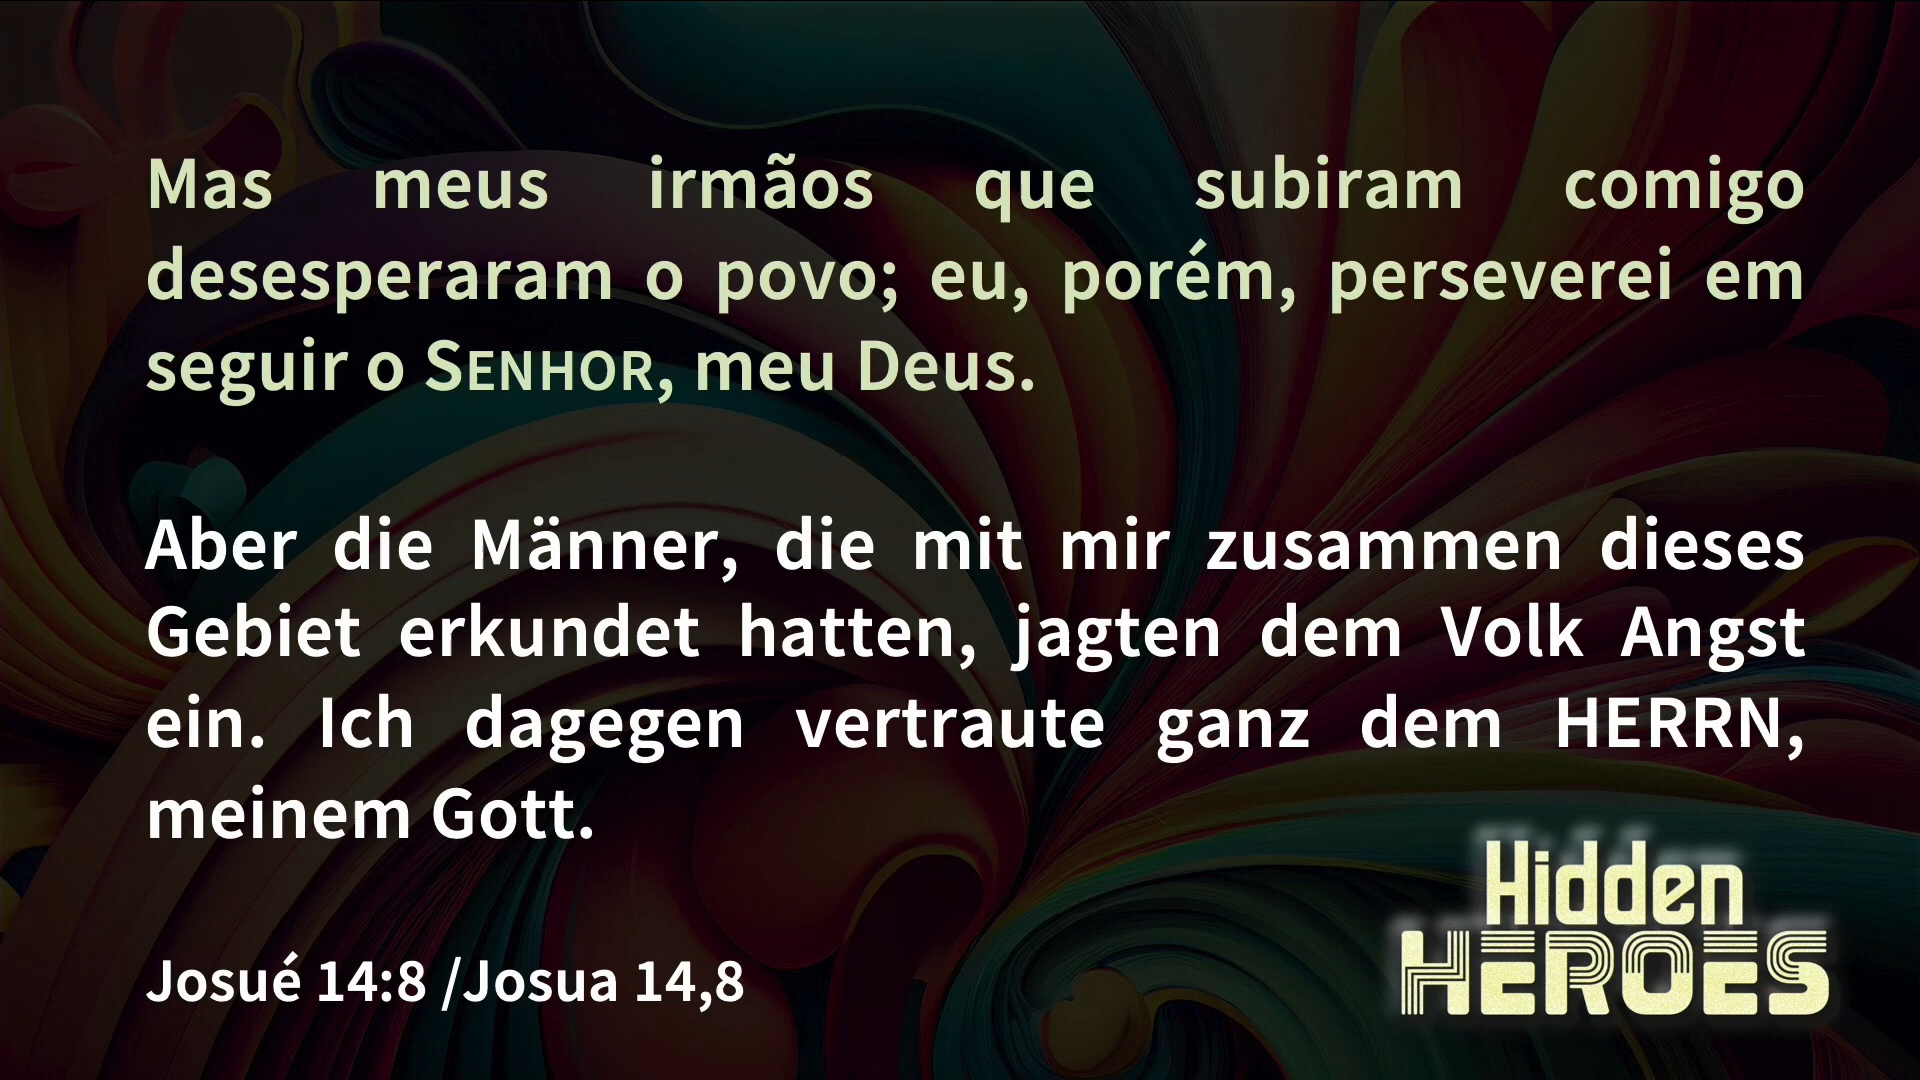 Mas meus irmãos que subiram comigo
desesperaram o povo; eu, porém, perseverei em
seguir o SENHOR, meu Deus.
Aber die Männer, die mit mir zusammen dieses
Gebiet erkundet hatten, jagten dem Volk Angst
ein. Ich dagegen vertraute ganz dem HERRN,
meinem Gott.
Josué 14:8 /Josua 14,8
Hidden
HEROES